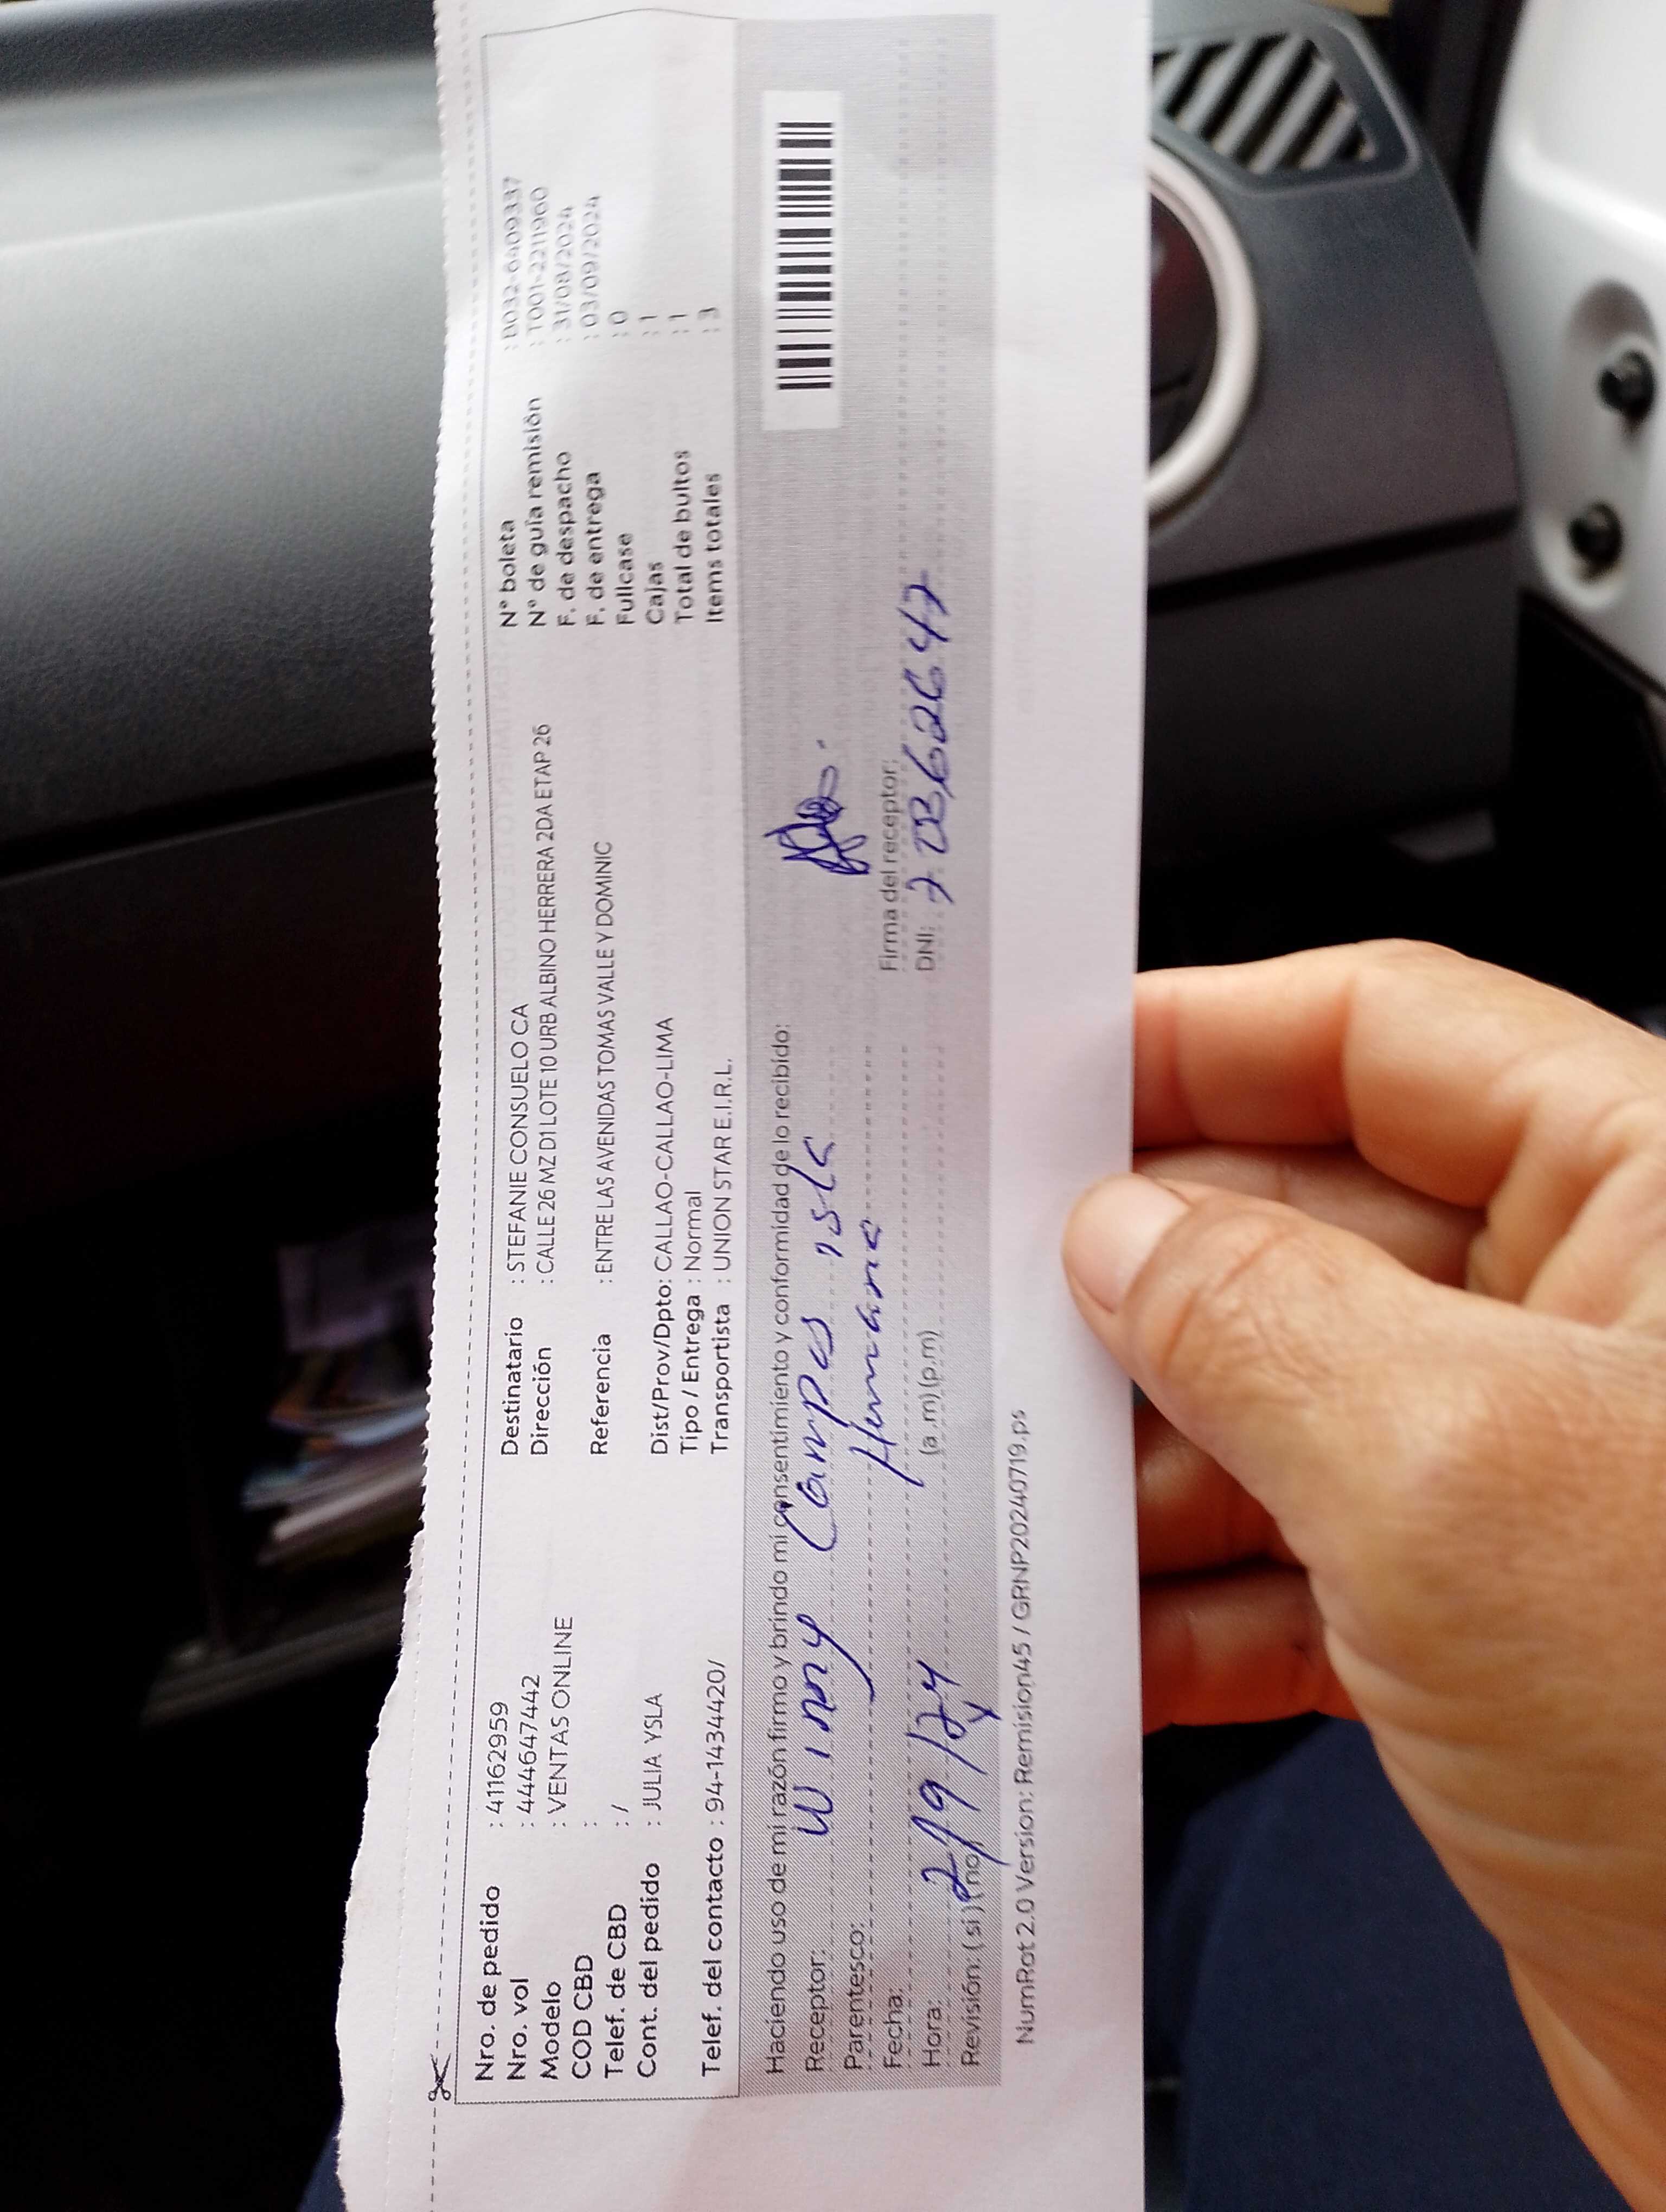 Nro. de pedido : 41162959
Nro. vol : 444647442
Modelo : VENTAS ONLINE
COD CBD :
Telef. de CBD : /
Cont. del pedido : JULIA YSLA
Telef. del contacto : 94-1434420/
Destinatario : STEFANIE CONSUELO CA
Dirección : CALLE 26 MZ D1 LOTE 10 URB ALBINO HERRERA 2DA ETAP 26
Referencia : ENTRE LAS AVENIDAS TOMAS VALLE Y DOMINIC
Dist/Prov/Dpto: CALLAO-CALLAO-LIMA
Tipo / Entrega : Normal
Transportista : UNION STAR E.I.R.L.
N° boleta : B032-6409337
N° de guía remisión : T001-2211960
F. de despacho : 31/08/2024
F. de entrega : 03/09/2024
Fullcase : 0
Cajas : 1
Total de bultos : 1
Items totales : 3
Haciendo uso de mi razón firmo y brindo mi consentimiento y conformidad de lo recibido:
Receptor: Winny Campos isla
Parentesco: Hermana
Firma del receptor:
Fecha: 2/9/24
DNI:
Hora: (a .m) (p.m)
Revisión: ( si ) ( no )
NumRot 2.0 Version: Remision45 / GRNP20240719.ps